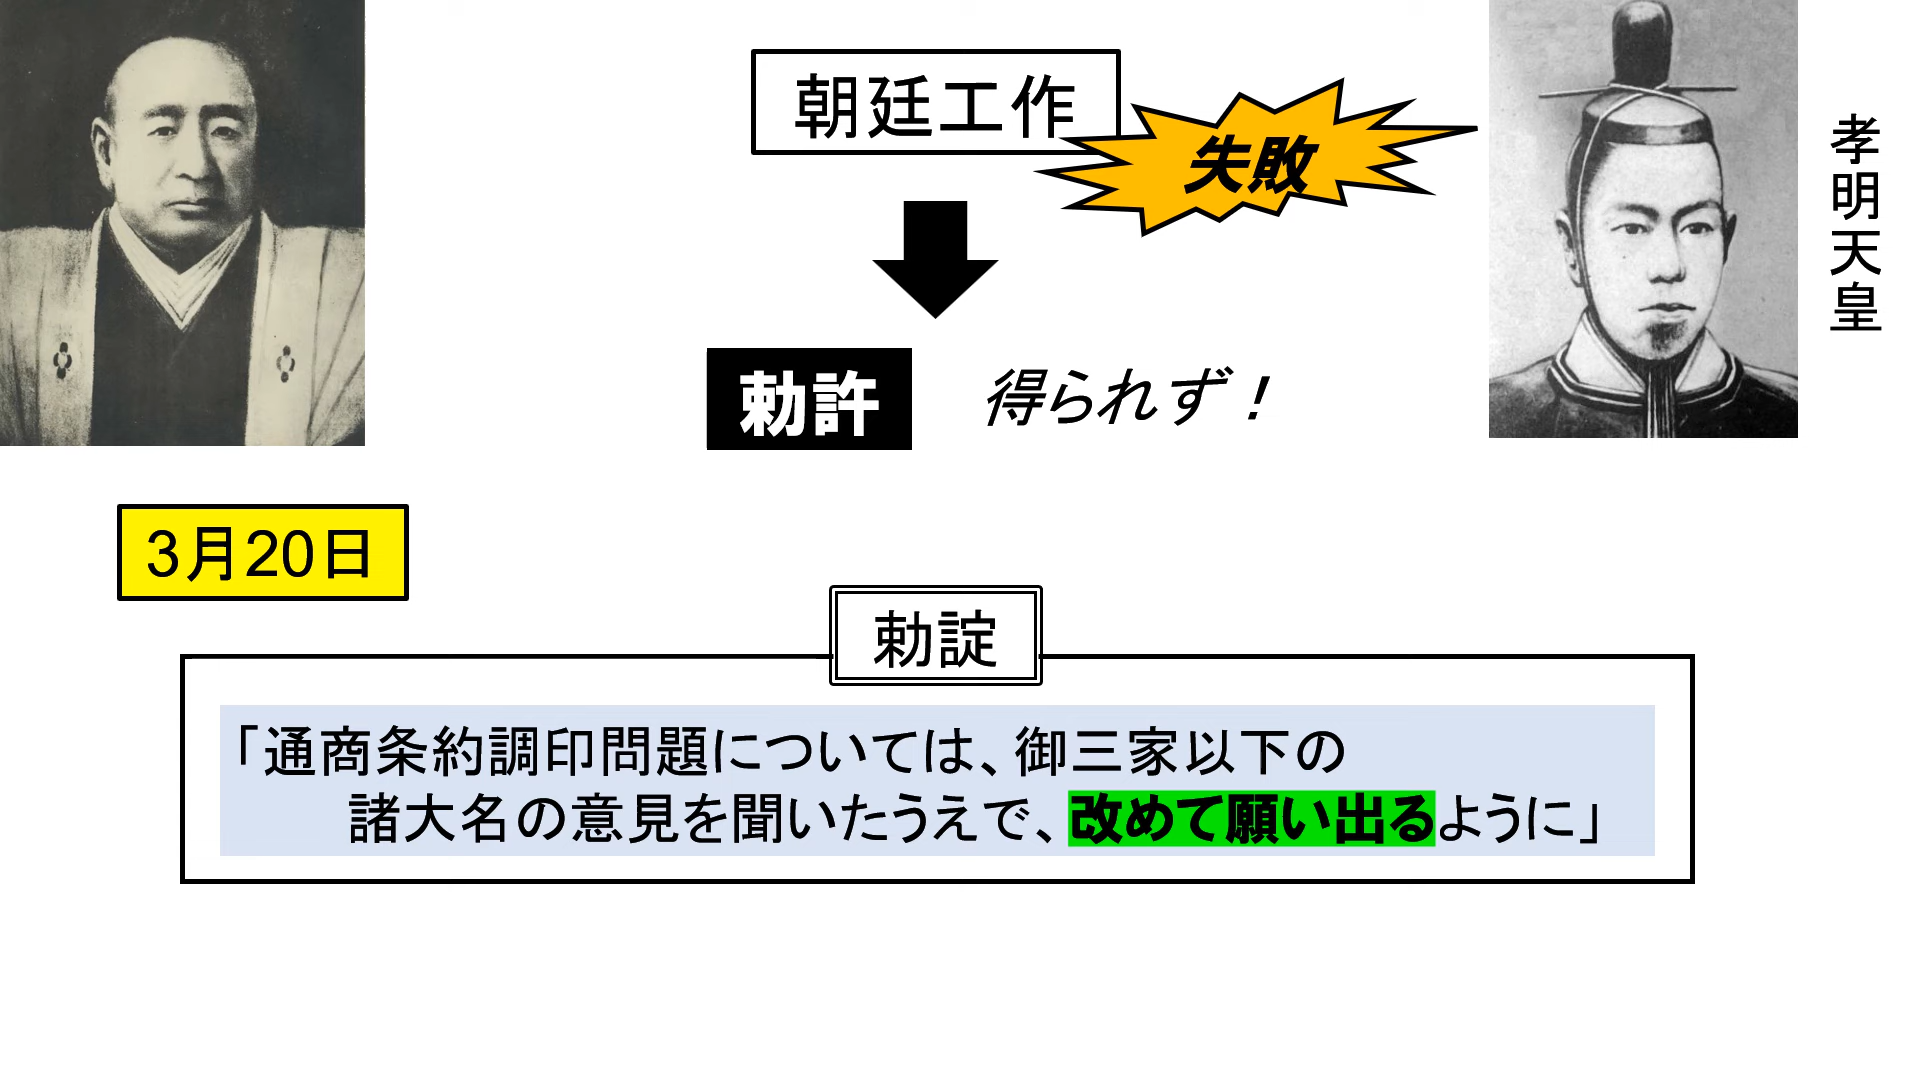 朝廷工作
失敗
孝明天皇
勅許 得られず！
3月20日
勅諚
「通商条約調印問題については、御三家以下の
諸大名の意見を聞いたうえで、改めて願い出るように」